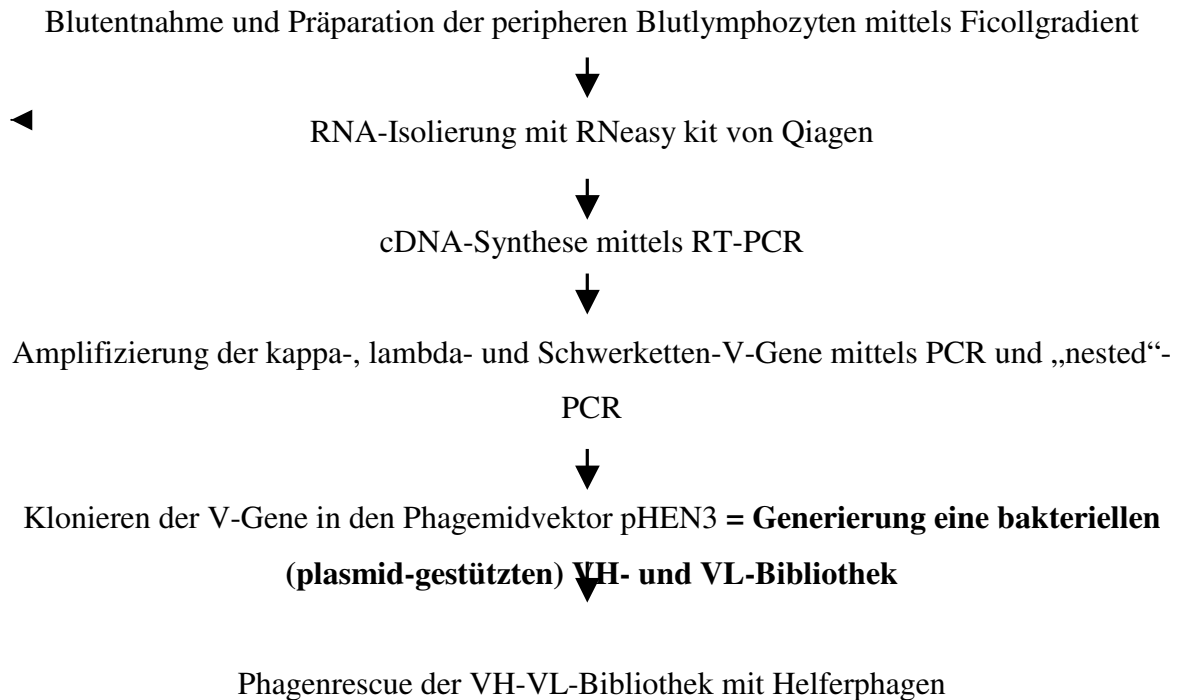 Blutentnahme und Präparation der peripheren Blutlymphozyten mittels Ficollgradient
RNA-Isolierung mit RNeasy kit von Qiagen
cDNA-Synthese mittels RT-PCR
Amplifizierung der kappa-, lambda- und Schwerketten-V-Gene mittels PCR und „nested“-
PCR
Klonieren der V-Gene in den Phagemidvektor pHEN3 = Generierung eine bakteriellen
(plasmid-gestützten) VH- und VL-Bibliothek
Phagenrescue der VH-VL-Bibliothek mit Helferphagen